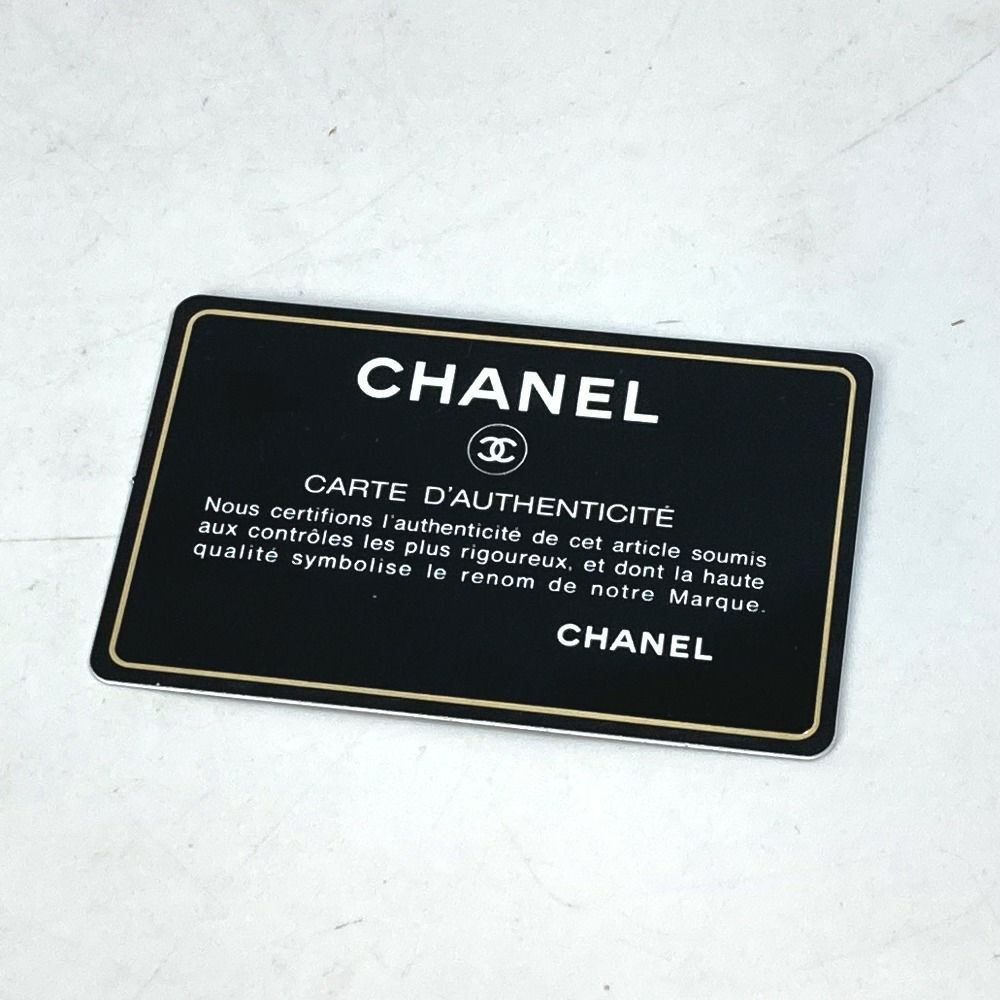 CHANEL
CARTE D'AUTHENTICITÉ
Nous certifions l'authenticité de cet article soumis
aux contrôles les plus rigoureux, et dont la haute
qualité symbolise le renom de notre Marque.
CHANEL